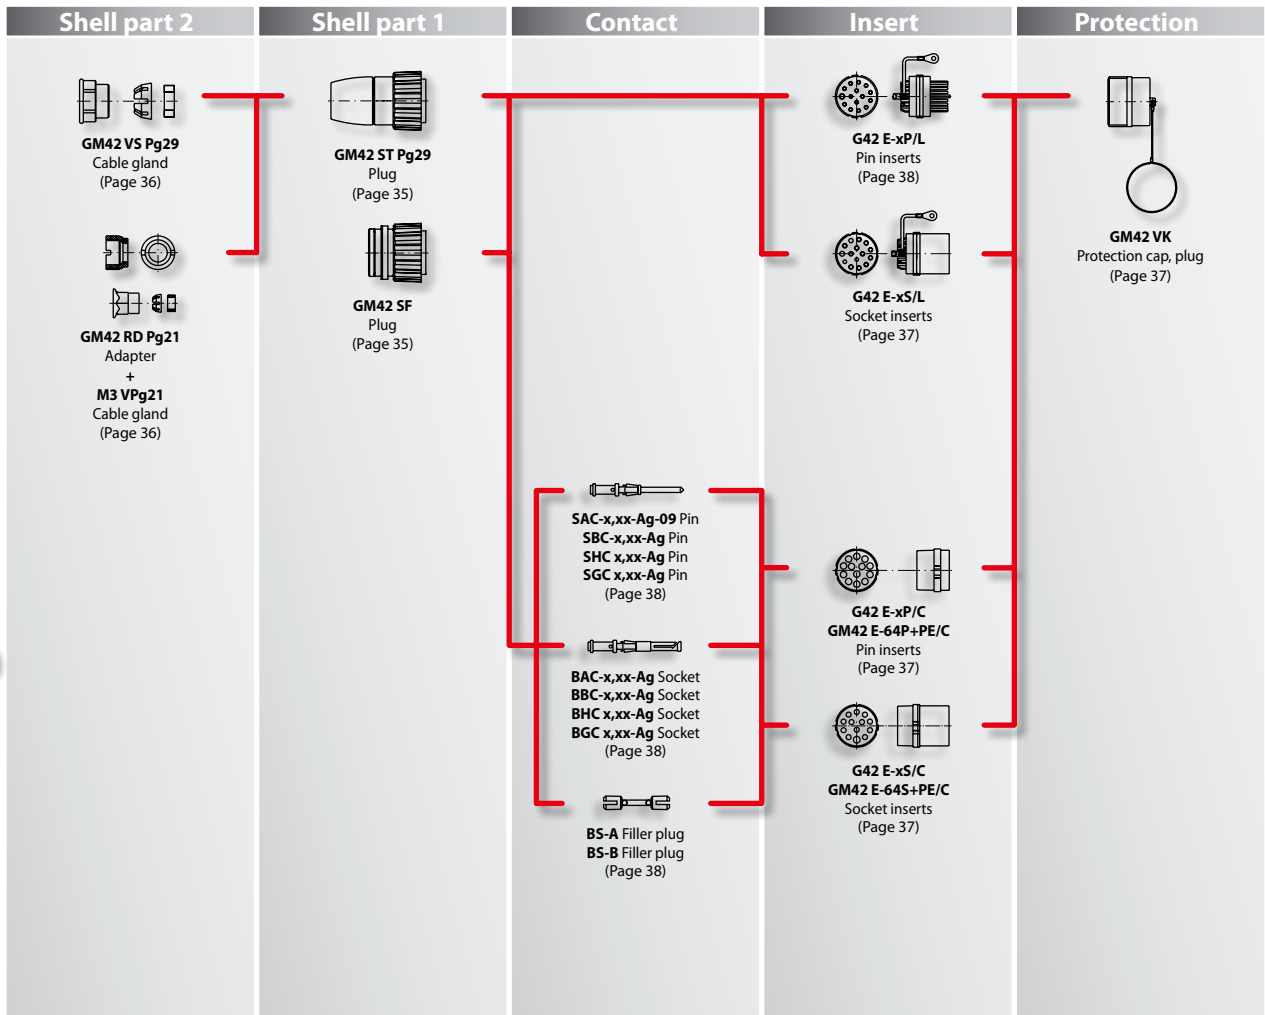 Shell part 2
Shell part 1
Contact
Insert
Protection
GM42 VS Pg29
Cable gland
(Page 36)
GM42 RD Pg21
Adapter
+
M3 VPg21
Cable gland
(Page 36)
GM42 ST Pg29
Plug
(Page 35)
GM42 SF
Plug
(Page 35)
SAC-x,xx-Ag-09 Pin
SBC-x,xx-Ag Pin
SHC x,xx-Ag Pin
SGC x,xx-Ag Pin
(Page 38)
BAC-x,xx-Ag Socket
BBC-x,xx-Ag Socket
BHC x,xx-Ag Socket
BGC x,xx-Ag Socket
(Page 38)
BS-A Filler plug
BS-B Filler plug
(Page 38)
G42 E-xP/L
Pin inserts
(Page 38)
G42 E-xS/L
Socket inserts
(Page 37)
G42 E-xP/C
GM42 E-64P+PE/C
Pin inserts
(Page 37)
G42 E-xS/C
GM42 E-64S+PE/C
Socket inserts
(Page 37)
GM42 VK
Protection cap, plug
(Page 37)